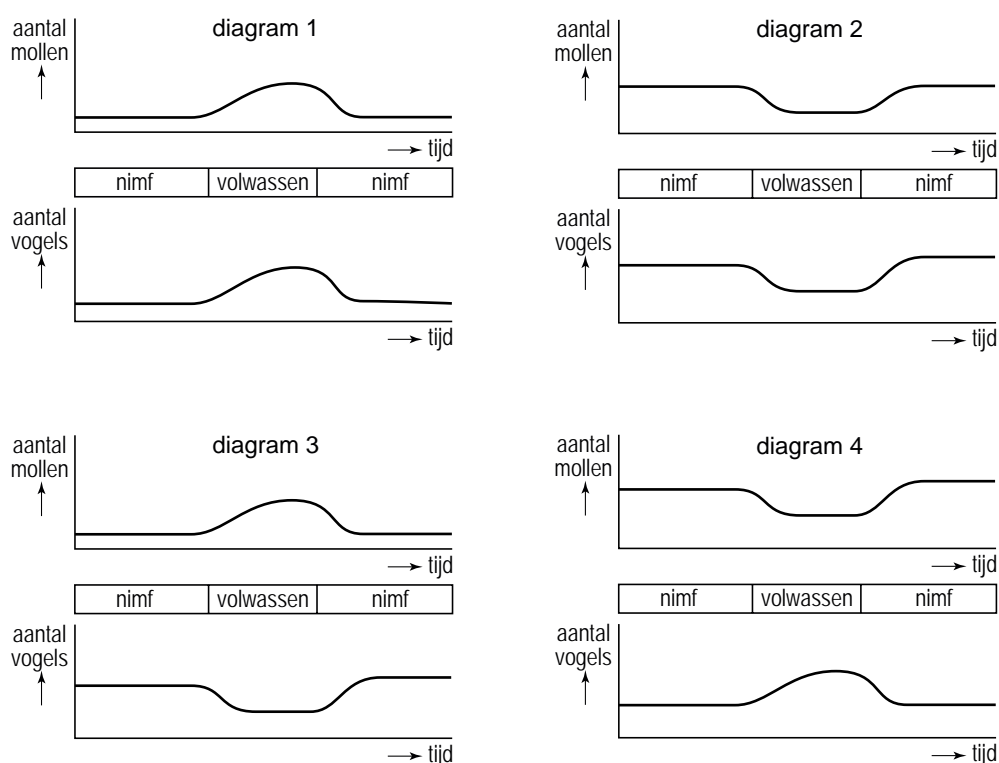 diagram 1
aantal
mollen
tijd
nimf volwassen nimf
aantal
vogels
tijd
diagram 2
aantal
mollen
tijd
nimf volwassen nimf
aantal
vogels
tijd
diagram 3
aantal
mollen
tijd
nimf volwassen nimf
aantal
vogels
tijd
diagram 4
aantal
mollen
tijd
nimf volwassen nimf
aantal
vogels
tijd